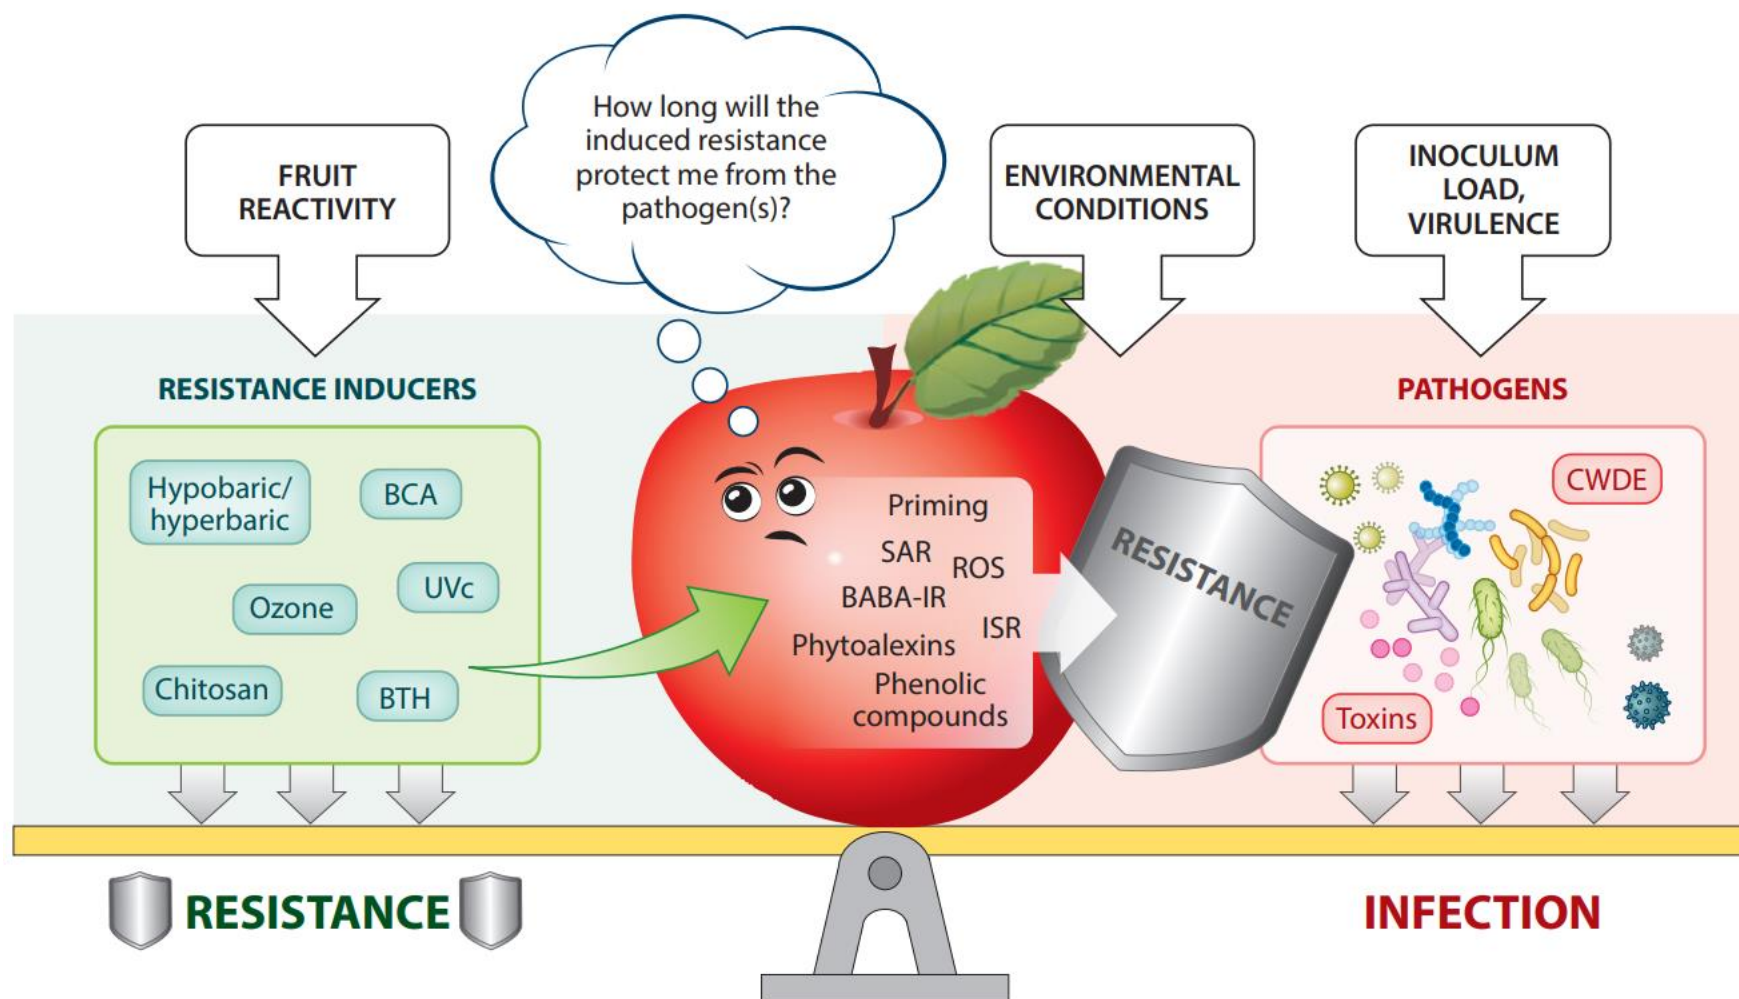 How long will the
induced resistance
protect me from the
pathogen(s)?
FRUIT
REACTIVITY
ENVIRONMENTAL
CONDITIONS
INOCULUM
LOAD,
VIRULENCE
RESISTANCE INDUCERS
Hypobaric/
hyperbaric
BCA
Ozone
UVc
Chitosan
BTH
Priming
SAR
ROS
BABA-IR
ISR
Phytoalexins
Phenolic
compounds
RESISTANCE
PATHOGENS
CWDE
Toxins
RESISTANCE
INFECTION